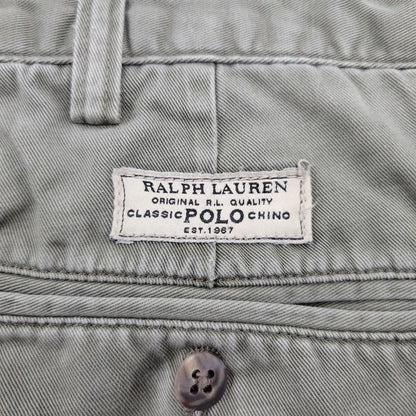 RALPH LAUREN
ORIGINAL R.L. QUALITY
CLASSIC POLO CHINO
EST. 1967